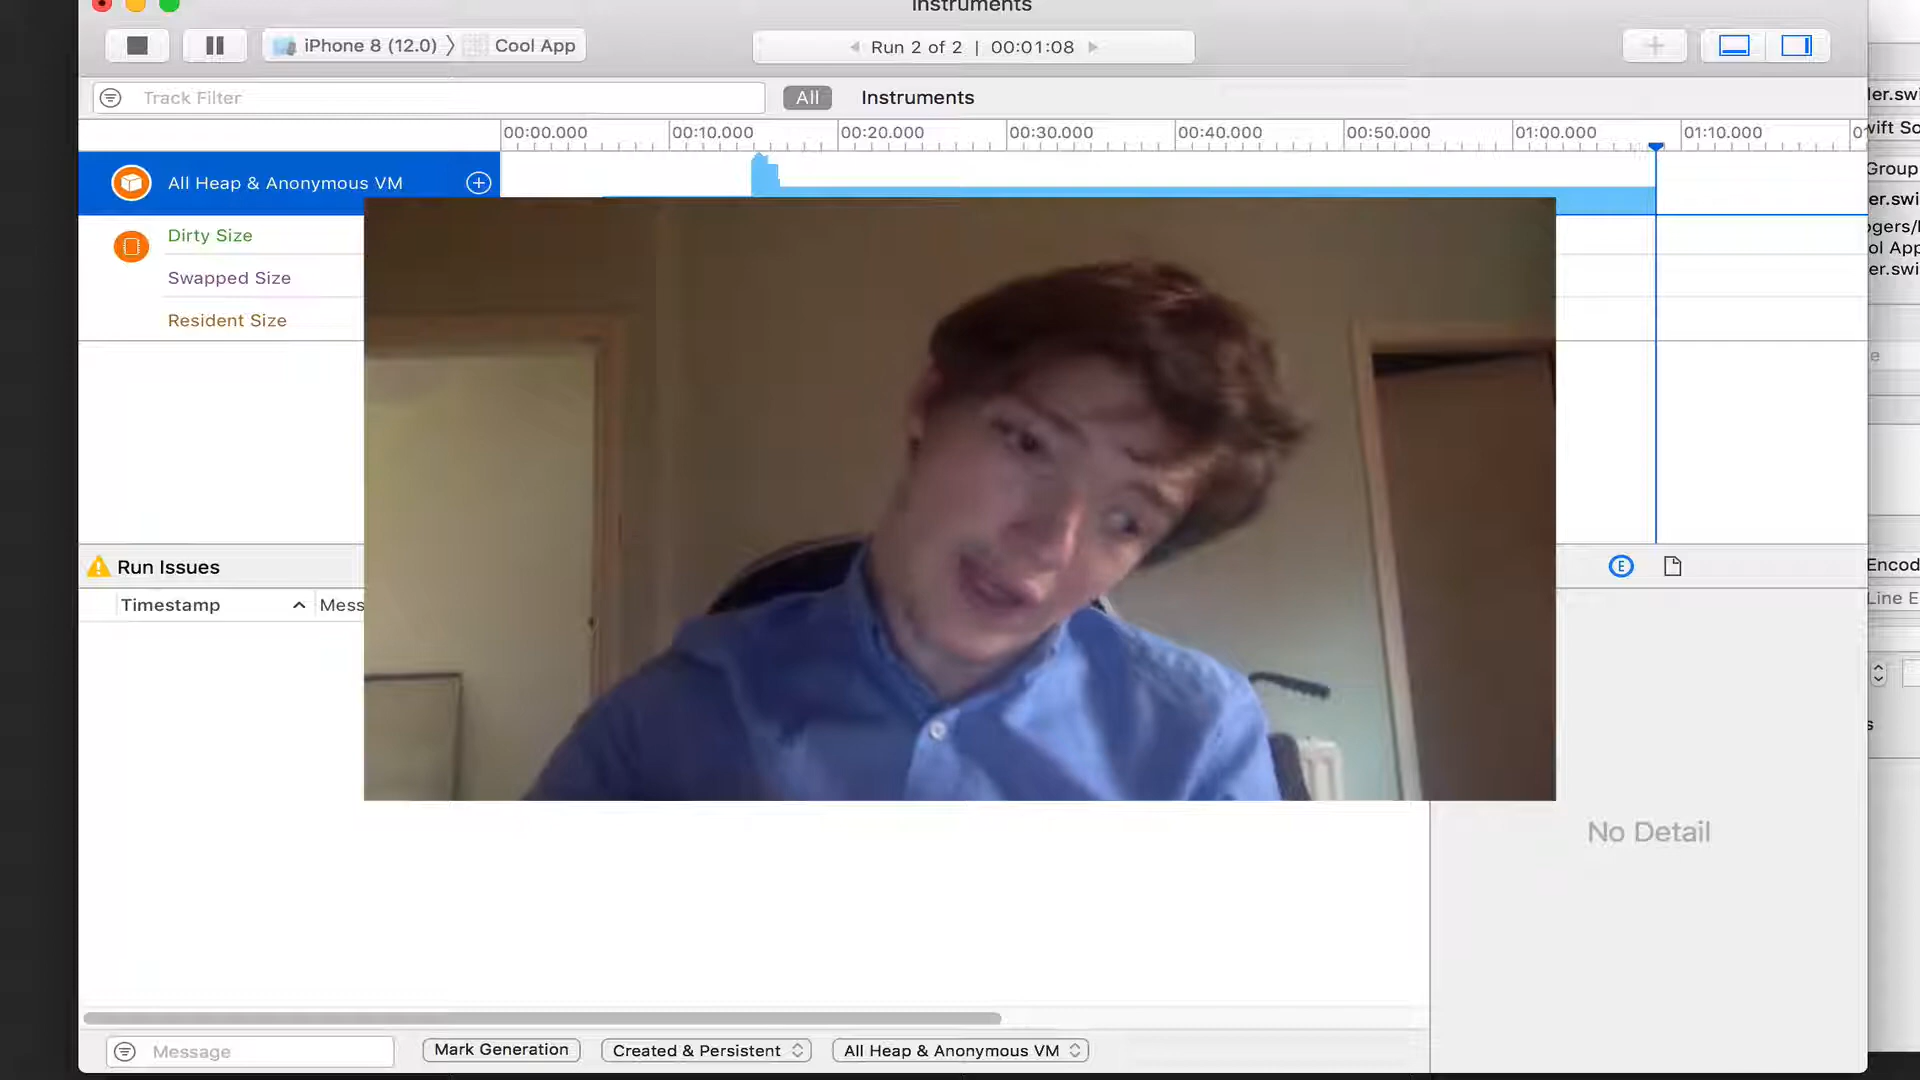 Instruments
iPhone 8 (12.0) 〉 Cool App
Run 2 of 2 | 00:01:08
Track Filter
All
Instruments
00:00.000 00:10.000 00:20.000 00:30.000 00:40.000 00:50.000 01:00.000 01:10.000
All Heap & Anonymous VM
Dirty Size
Swapped Size
Resident Size
Run Issues
E
Timestamp
Mess
No Detail
Message
Mark Generation
Created & Persistent
All Heap & Anonymous VM
ler.swi
wift So
Group
er.swi
ogers/
ol App
er.swi
e
Encod
Line E
s